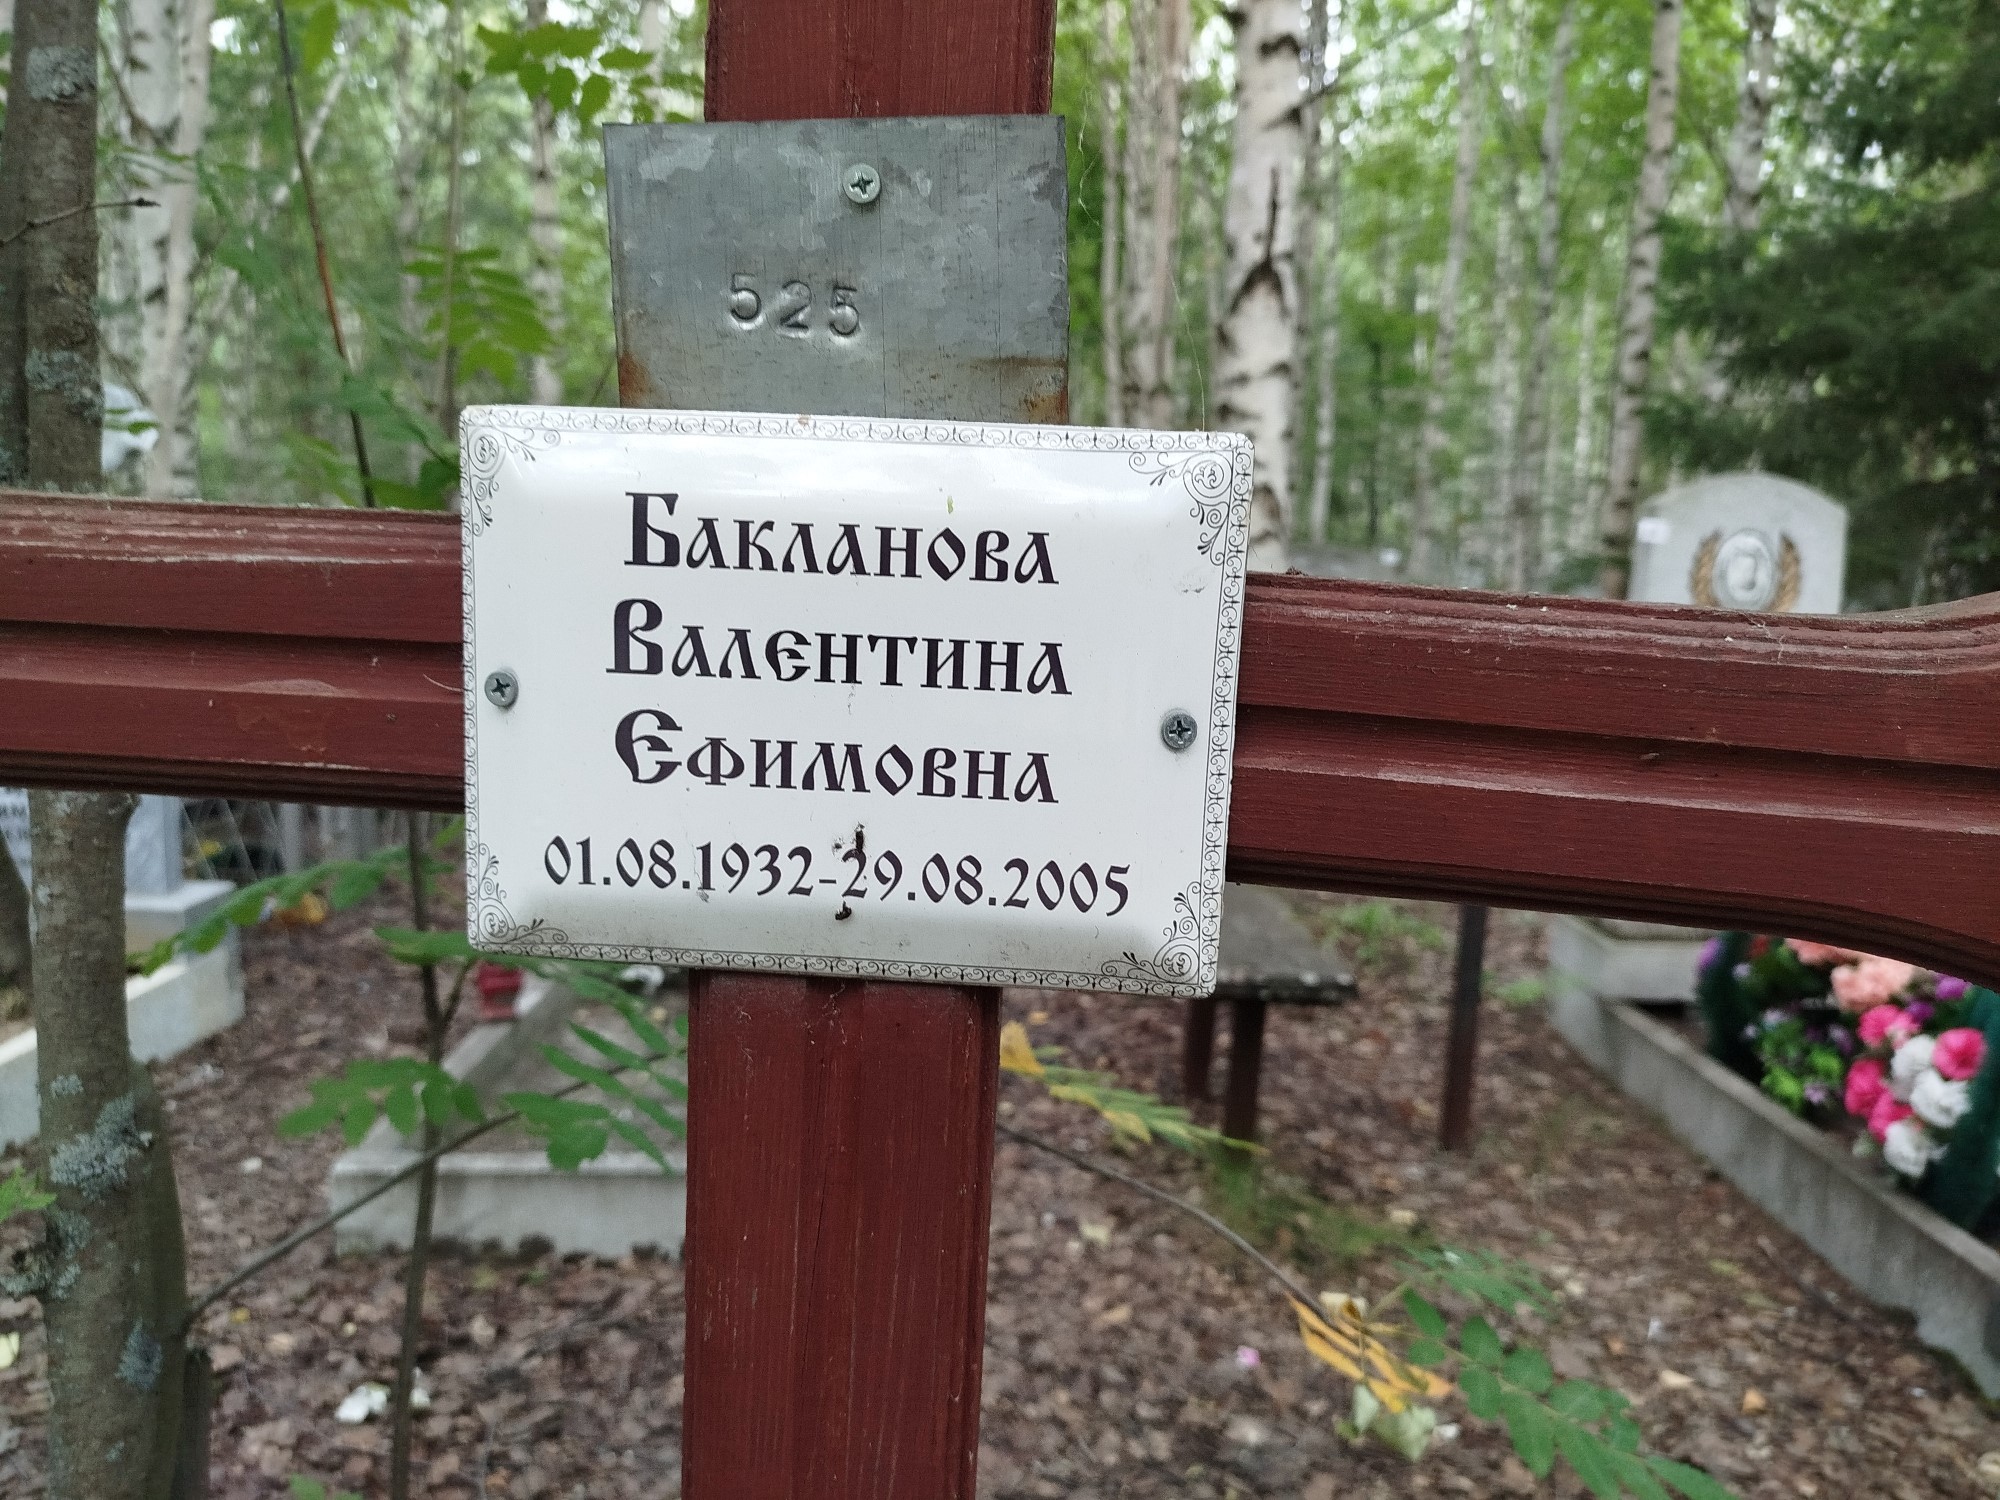 525
Бакланова
Валентина
Ефимовна
01.08.1932-29.08.2005